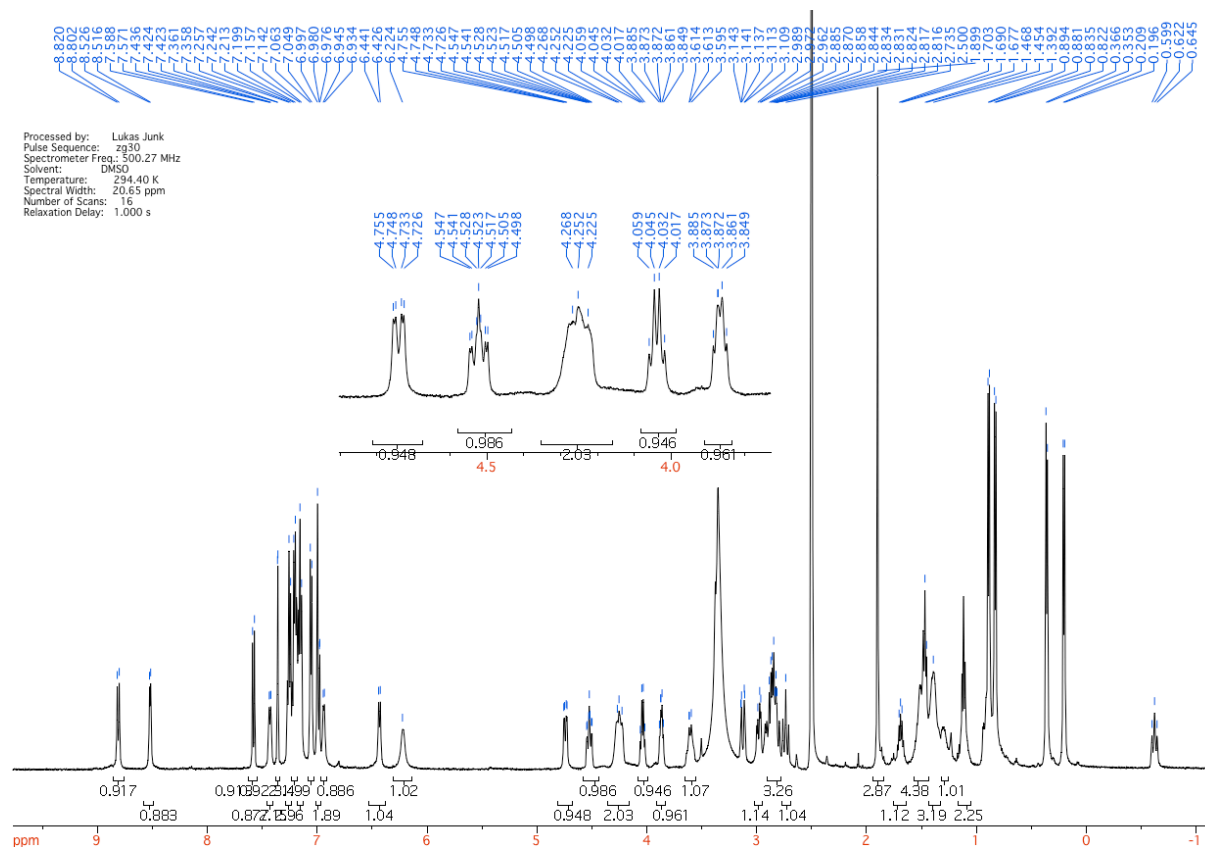 8.820 8.802 8.526 8.516 7.588 7.571 7.436 7.424 7.423 7.361 7.358 7.257 7.242 7.213 7.199 7.157 7.142 7.063 7.049 6.997 6.980 6.976 6.945 6.934 6.441 6.426 6.224 4.755 4.748 4.733 4.726 4.547 4.541 4.528 4.523 4.517 4.505 4.498 4.268 4.252 4.225 4.059 4.045 4.032 4.017 3.885 3.873 3.872 3.861 3.849 3.614 3.613 3.595 3.143 3.141 3.137 3.113 3.109 2.989 2.972 2.962 2.885 2.870 2.858 2.844 2.834 2.831 2.824 2.817 2.816 2.735 2.500 1.899 1.703 1.690 1.677 1.468 1.454 1.392 0.894 0.881 0.835 0.822 0.366 0.353 0.209 0.196 0.599 0.622 0.645
Processed by: Lukas Junk
Pulse Sequence: zg30
Spectrometer Freq.: 500.27 MHz
Solvent: DMSO
Temperature: 294.40 K
Spectral Width: 20.65 ppm
Number of Scans: 16
Relaxation Delay: 1.000 s
4.755 4.748 4.733 4.726 4.547 4.541 4.528 4.523 4.517 4.505 4.498 4.268 4.252 4.225 4.059 4.045 4.032 4.017 3.885 3.873 3.872 3.861 3.849
0.948 0.986 2.03 0.946 0.961
4.5 4.0
0.917 0.886 1.02 0.986 0.946 1.07 3.26 2.87 4.38 1.01
0.883 1.89 1.04 0.948 2.03 0.961 1.14 1.04 1.12 3.19 2.25
ppm 9 8 7 6 5 4 3 2 1 0 -1